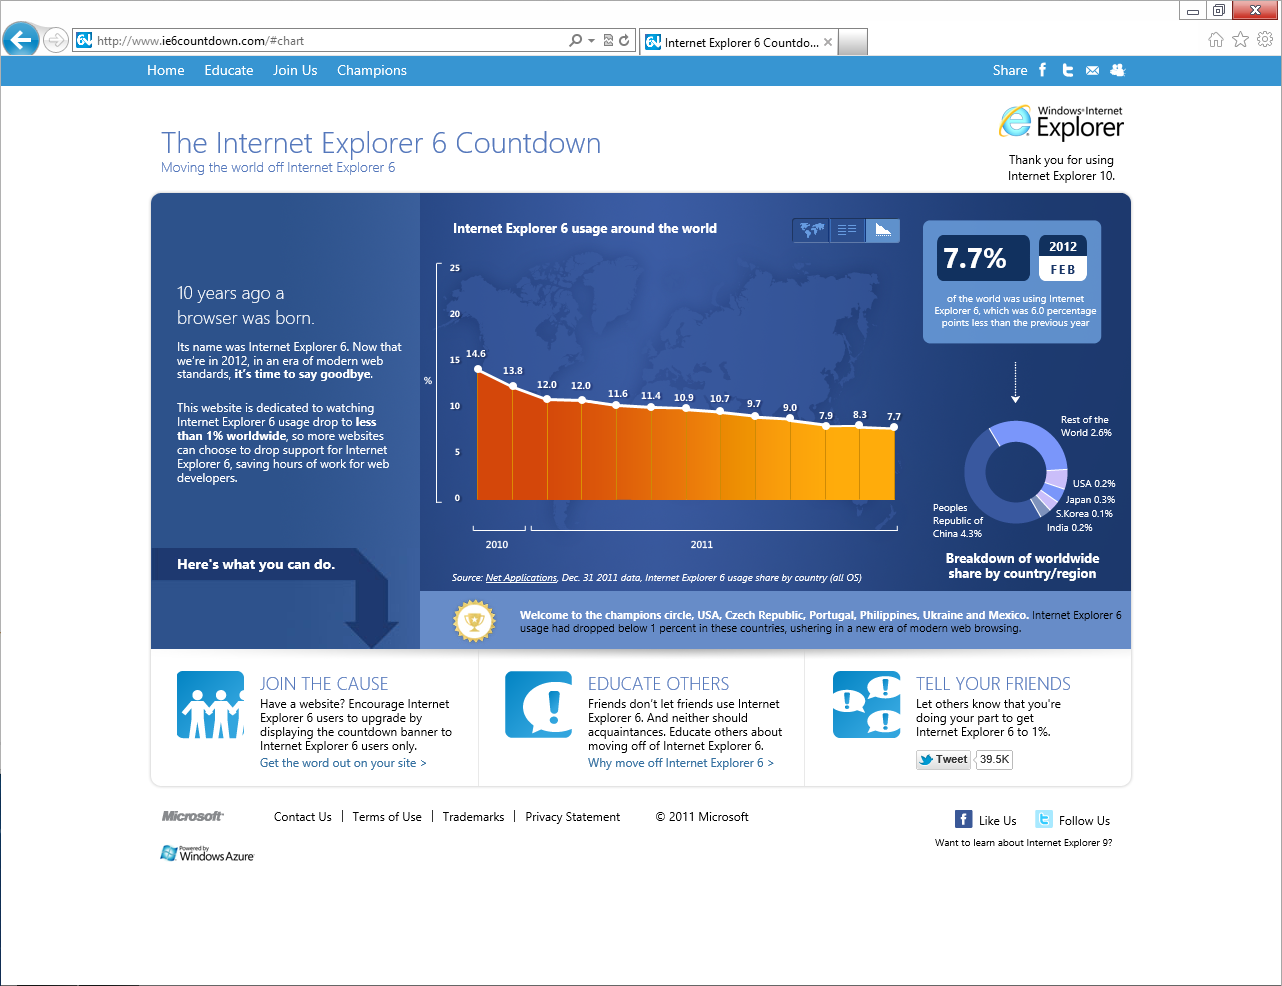 http://www.ie6countdown.com/#chart
Internet Explorer 6 Countdo...
Home Educate Join Us Champions
Share
The Internet Explorer 6 Countdown
Moving the world off Internet Explorer 6
Windows Internet
Explorer
Thank you for using
Internet Explorer 10.
10 years ago a
browser was born.
Its name was Internet Explorer 6. Now that
we're in 2012, in an era of modern web
standards, it's time to say goodbye.
This website is dedicated to watching
Internet Explorer 6 usage drop to less
than 1% worldwide, so more websites
can choose to drop support for Internet
Explorer 6, saving hours of work for web
developers.
Here's what you can do.
Internet Explorer 6 usage around the world
25
20
15
10
5
0
%
14.6 13.8 12.0 12.0 11.6 11.4 10.9 10.7 9.7 9.0 7.9 8.3 7.7
2010 2011
Source: Net Applications, Dec. 31 2011 data, Internet Explorer 6 usage share by country (all OS)
7.7%
2012
FEB
of the world was using Internet
Explorer 6, which was 6.0 percentage
points less than the previous year
Rest of the
World 2.6%
USA 0.2%
Japan 0.3%
S.Korea 0.1%
India 0.2%
Peoples
Republic of
China 4.3%
Breakdown of worldwide
share by country/region
Welcome to the champions circle, USA, Czech Republic, Portugal, Philippines, Ukraine and Mexico. Internet Explorer 6
usage had dropped below 1 percent in these countries, ushering in a new era of modern web browsing.
JOIN THE CAUSE
Have a website? Encourage Internet
Explorer 6 users to upgrade by
displaying the countdown banner to
Internet Explorer 6 users only.
Get the word out on your site >
EDUCATE OTHERS
Friends don't let friends use Internet
Explorer 6. And neither should
acquaintances. Educate others about
moving off of Internet Explorer 6.
Why move off Internet Explorer 6 >
TELL YOUR FRIENDS
Let others know that you're
doing your part to get
Internet Explorer 6 to 1%.
Tweet 39.5K
Microsoft
Contact Us | Terms of Use | Trademarks | Privacy Statement © 2011 Microsoft
Like Us Follow Us
Want to learn about Internet Explorer 9?
Powered by
Windows Azure